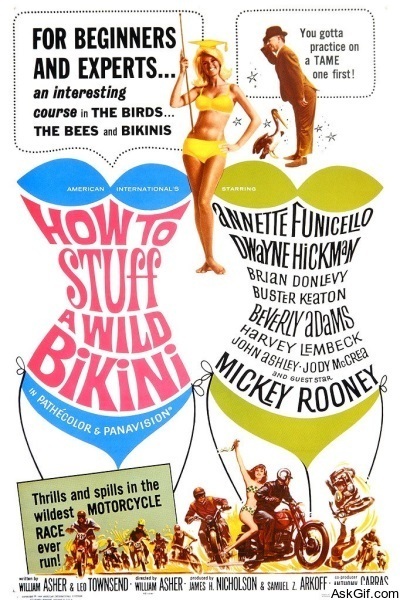 FOR BEGINNERS
AND EXPERTS...
an interesting
course in THE BIRDS...
THE BEES and BIKINIS
You gotta
practice on
a TAME
one first!
AMERICAN INTERNATIONAL'S
HOW TO
STUFF
A WILD
BIKINI
IN PATHÉCOLOR & PANAVISION®
STARRING
ANNETTE FUNICELLO
DWAYNE HICKMAN
BRIAN DONLEVY
BUSTER KEATON
BEVERLY ADAMS
HARVEY LEMBECK
JOHN ASHLEY · JODY McCREA
AND GUEST STAR
MICKEY ROONEY
Thrills and spills in the
wildest MOTORCYCLE
RACE
ever
run!
written by WILLIAM ASHER & LEO TOWNSEND · directed by WILLIAM ASHER · produced by JAMES H. NICHOLSON & SAMUEL Z. ARKOFF · co-producer ANTHONY CARRAS
AskGif.com